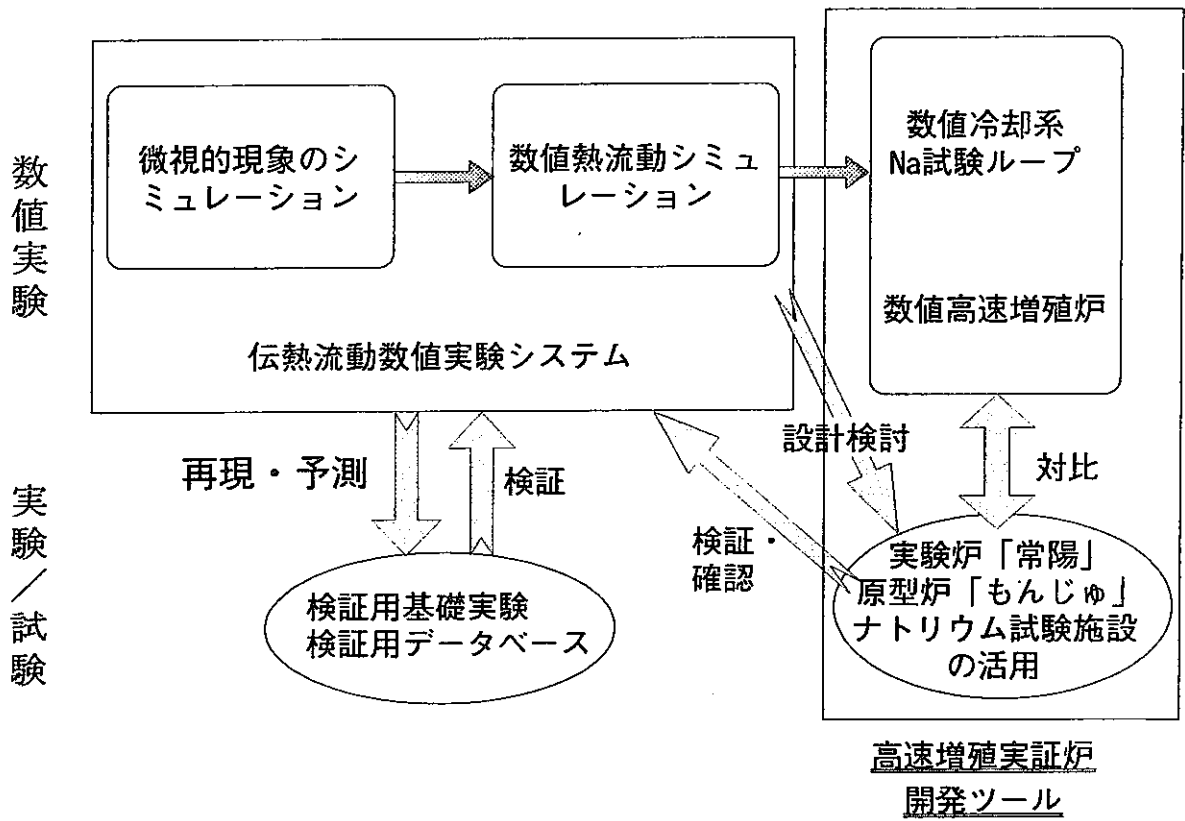 数値実験
微視的現象のシ
ミュレーション
数値熱流動シミュ
レーション
伝熱流動数値実験システム
数値冷却系
Na試験ループ
数値高速増殖炉
実験／試験
再現・予測
検証
検証・
確認
設計検討
対比
検証用基礎実験
検証用データベース
実験炉「常陽」
原型炉「もんじゅ」
ナトリウム試験施設
の活用
高速増殖実証炉
開発ツール